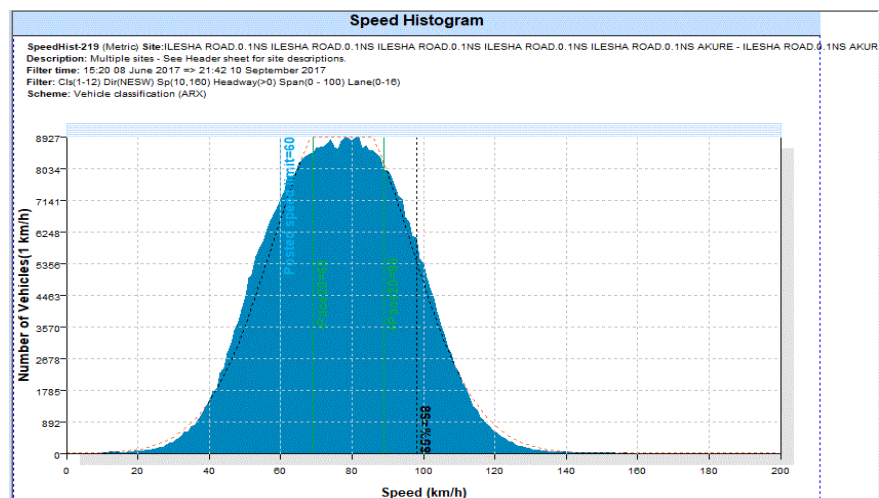 Speed Histogram
SpeedHist-219 (Metric) Site:ILESHA ROAD.0.1NS ILESHA ROAD.0.1NS ILESHA ROAD.0.1NS ILESHA ROAD.0.1NS ILESHA ROAD.0.1NS AKURE - ILESHA ROAD.0.1NS AKUR
Description: Multiple sites - See Header sheet for site descriptions.
Filter time: 15:20 08 June 2017 => 21:42 10 September 2017
Filter: Cls(1-12) Dir(NESW) Sp(10,160) Headway(>0) Span(0 - 100) Lane(0-16)
Scheme: Vehicle classification (ARX)
Number of Vehicles(1 km/h)
8927
8034
7141
6248
5356
4463
3570
2678
1785
892
0
Posted speed limit=60
85%=98
0 20 40 60 80 100 120 140 160 180 200
Speed (km/h)